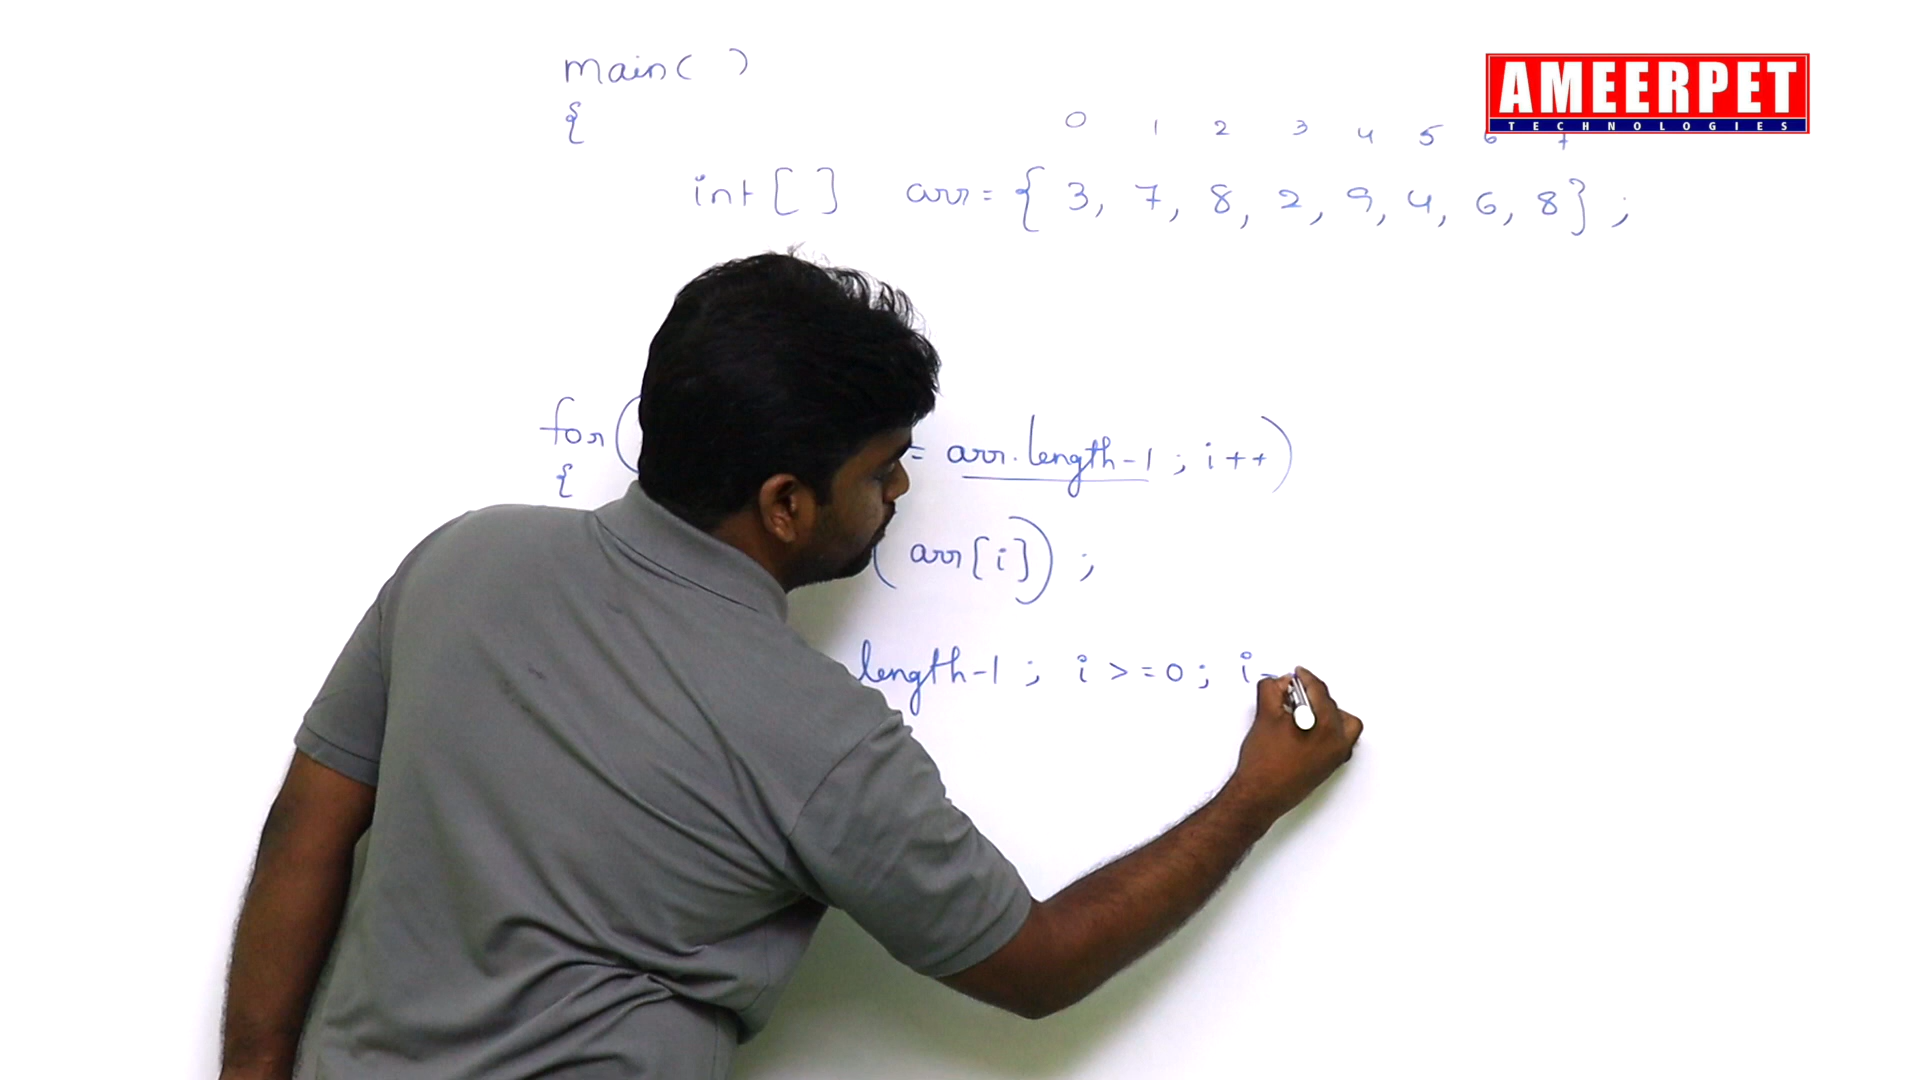 main( )
{
AMEERPET
TECHNOLOGIES
0 1 2 3 4 5 6 7
int [ ] arr = { 3, 7, 8, 2, 9, 4, 6, 8 } ;
for( = arr.length-1 ; i++)
{
( arr[i]) ;
length-1 ; i >= 0 ; i-